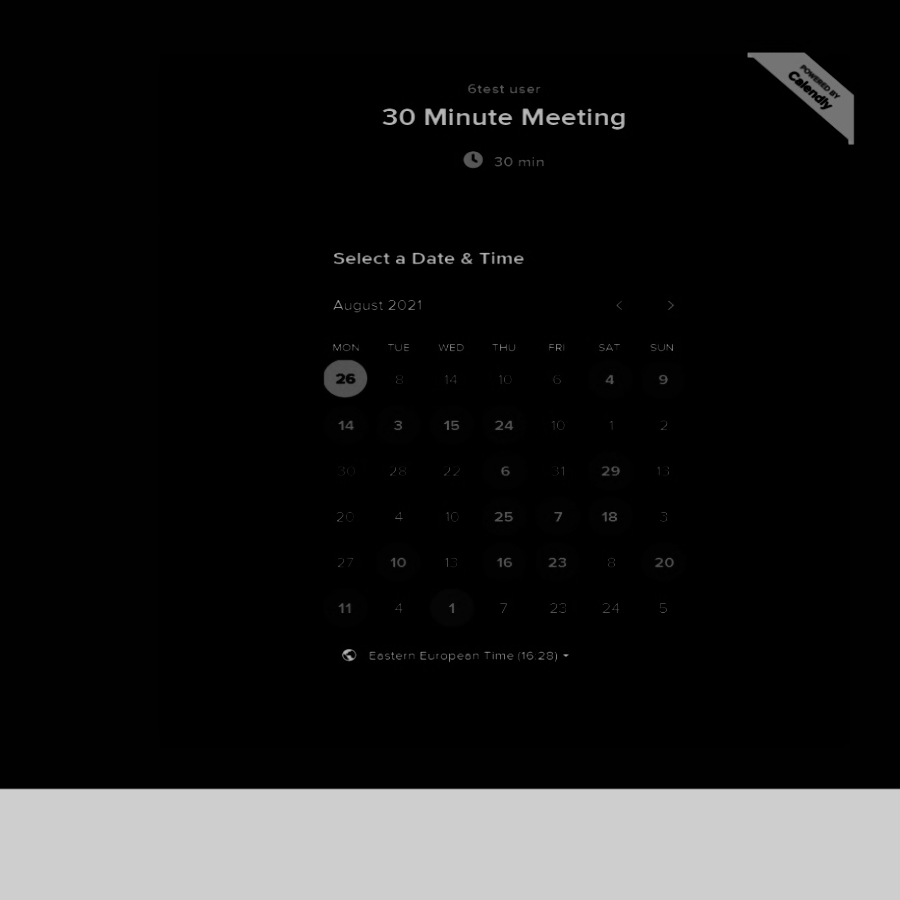 POWERED BY
Calendly
6test user
30 Minute Meeting
30 min
Select a Date & Time
August 2021
MON TUE WED THU FRI SAT SUN
26 8 14 10 6 4 9
14 3 15 24 10 1 2
30 28 22 6 31 29 13
20 4 10 25 7 18 3
27 10 13 16 23 8 20
11 4 1 7 23 24 5
Eastern European Time (16:28)